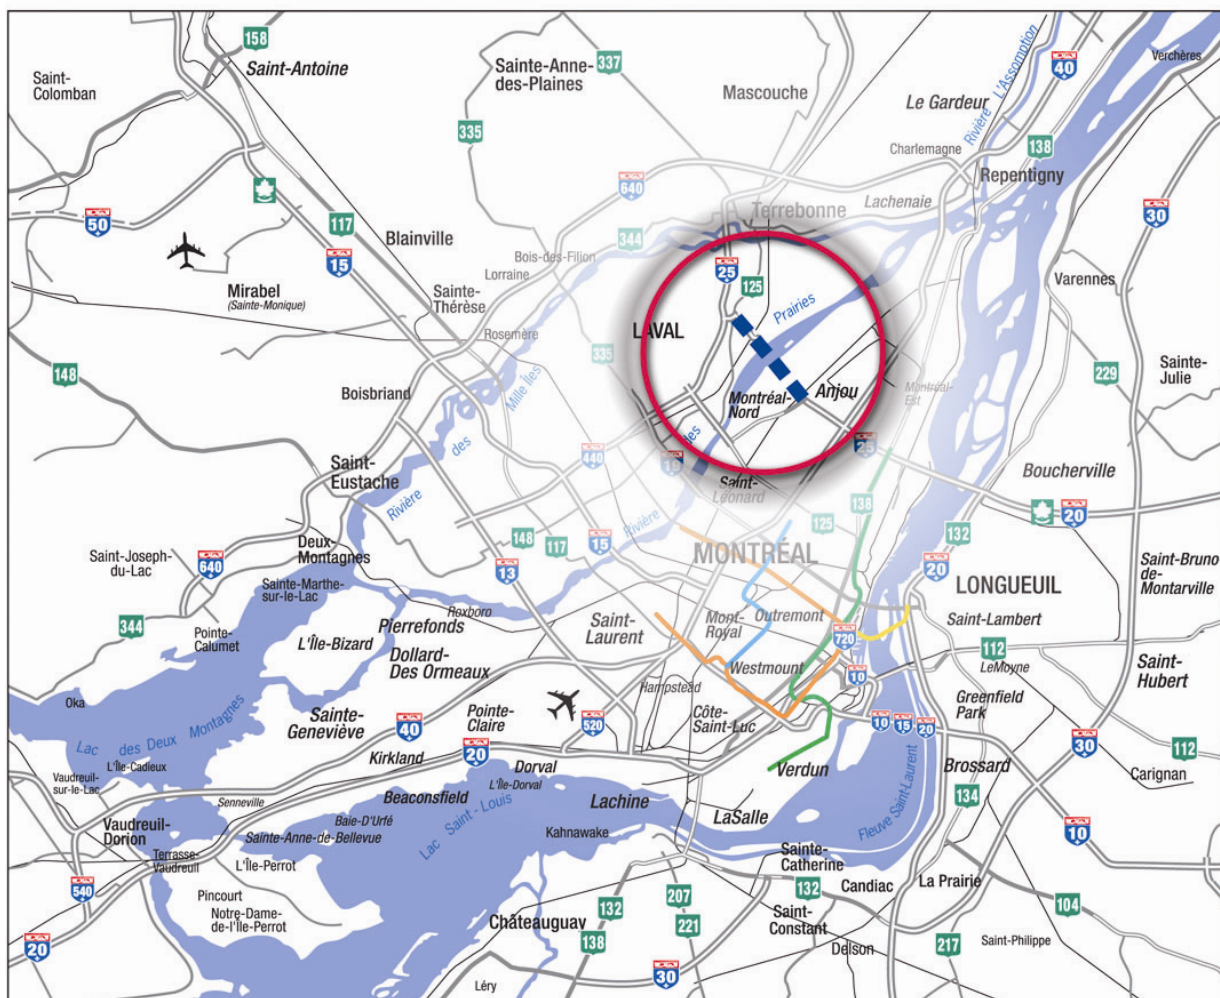 158
Saint-Antoine
Saint-
Colomban
Sainte-Anne-
des-Plaines
337
Mascouche
Rivière L'Assomption
40
Verchères
Le Gardeur
335
Charlemagne
138
Repentigny
640
Lachenaie
Terrebonne
50
117
Blainville
344
Bois-des-Filion
Lorraine
15
30
25
125
Varennes
Mirabel
(Sainte-Monique)
Sainte-
Thérèse
Prairies
Rosemère
LAVAL
335
148
Mille Îles
Boisbriand
229
Sainte-
Julie
Montréal-
Nord
Anjou
Montréal-
Est
des
des
440
19
25
Saint-
Eustache
Rivière
Saint-
Léonard
Boucherville
138
20
Rivière
125
132
Deux-
Montagnes
148
117
15
MONTRÉAL
Saint-Joseph-
du-Lac
640
13
20
Saint-Bruno-
de-
Montarville
Sainte-Marthe-
sur-le-Lac
LONGUEUIL
Roxboro
344
Pointe-
Calumet
Pierrefonds
Saint-
Laurent
Mont-
Royal
Outremont
Saint-Lambert
L'Île-Bizard
Dollard-
Des Ormeaux
720
112
LeMoyne
Saint-
Hubert
Westmount
10
Hampstead
Oka
Lac des Deux Montagnes
Sainte-
Geneviève
Pointe-
Claire
Côte-
Saint-Luc
Greenfield
Park
40
520
10
15
20
30
112
Kirkland
20
L'Île-Cadieux
Vaudreuil-
sur-le-Lac
Dorval
L'Île-Dorval
Verdun
Brossard
Carignan
Senneville
Beaconsfield
Lachine
134
Baie-D'Urfé
LaSalle
Fleuve Saint-Laurent
Lac Saint-Louis
Vaudreuil-
Dorion
Sainte-Anne-de-Bellevue
Kahnawake
10
Terrasse-
Vaudreuil
L'Île-Perrot
Sainte-
Catherine
540
132
Candiac
La Prairie
Pincourt
Notre-Dame-
de-l'Île-Perrot
207
132
104
Châteauguay
221
Saint-
Constant
138
20
Delson
217
Saint-Philippe
30
Léry